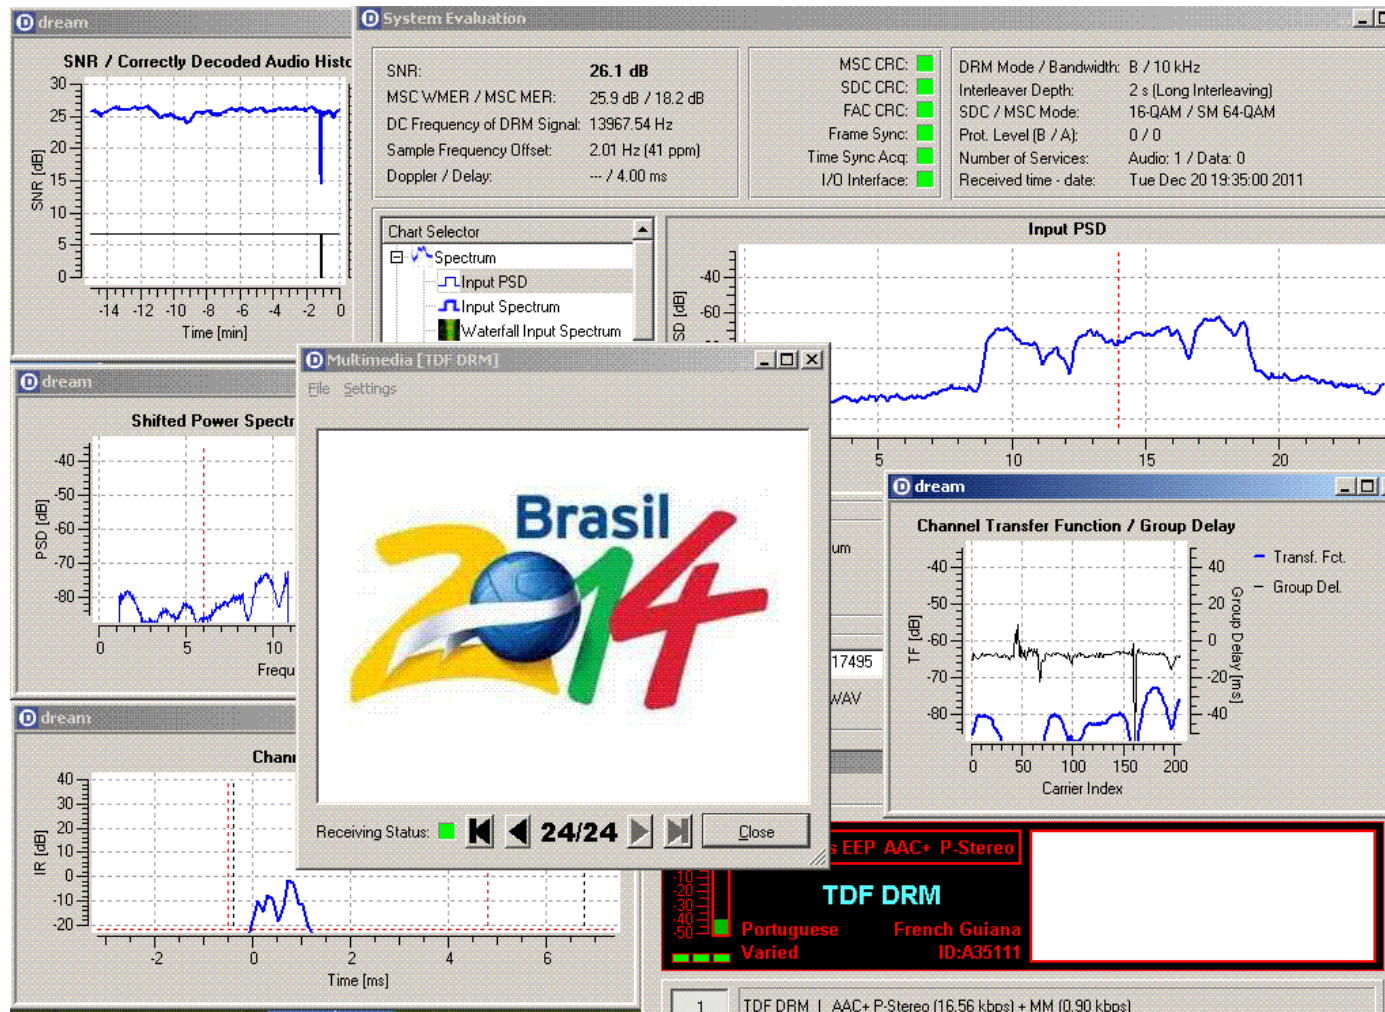 dream
SNR / Correctly Decoded Audio Histo
30
25
20
15
10
5
0
SNR [dB]
-14 -12 -10 -8 -6 -4 -2 0
Time [min]
System Evaluation
SNR: 26.1 dB
MSC WMER / MSC MER: 25.9 dB / 18.2 dB
DC Frequency of DRM Signal: 13967.54 Hz
Sample Frequency Offset: 2.01 Hz (41 ppm)
Doppler / Delay: --- / 4.00 ms
MSC CRC:
SDC CRC:
FAC CRC:
Frame Sync:
Time Sync Acq:
I/O Interface:
DRM Mode / Bandwidth: B / 10 kHz
Interleaver Depth: 2 s (Long Interleaving)
SDC / MSC Mode: 16-QAM / SM 64-QAM
Prot. Level (B / A): 0 / 0
Number of Services: Audio: 1 / Data: 0
Received time - date: Tue Dec 20 19:35:00 2011
Chart Selector
Spectrum
Input PSD
Input Spectrum
Waterfall Input Spectrum
Input PSD
-40
-60
SD [dB]
5 10 15 20
dream
Shifted Power Spectr
-40
-50
-60
-70
-80
PSD [dB]
0 5 10
Frequ
Multimedia [TDF DRM]
File Settings
Brasil
2014
Receiving Status: 24/24 Close
um
17495
WAV
dream
Channel Transfer Function / Group Delay
-40
-50
-60
-70
-80
TF [dB]
40
20
0
-20
-40
Group Delay [ms]
Transf. Fct.
Group Del.
0 50 100 150 200
Carrier Index
dream
Chann
40
30
20
10
0
-10
-20
IR [dB]
-2 0 2 4 6
Time [ms]
s EEP AAC+ P-Stereo
-10
-20
-30
-40
-50
TDF DRM
Portuguese French Guiana
Varied ID:A35111
1 TDF DRM | AAC+ P-Stereo (16.56 kbps) + MM (0.90 kbps)